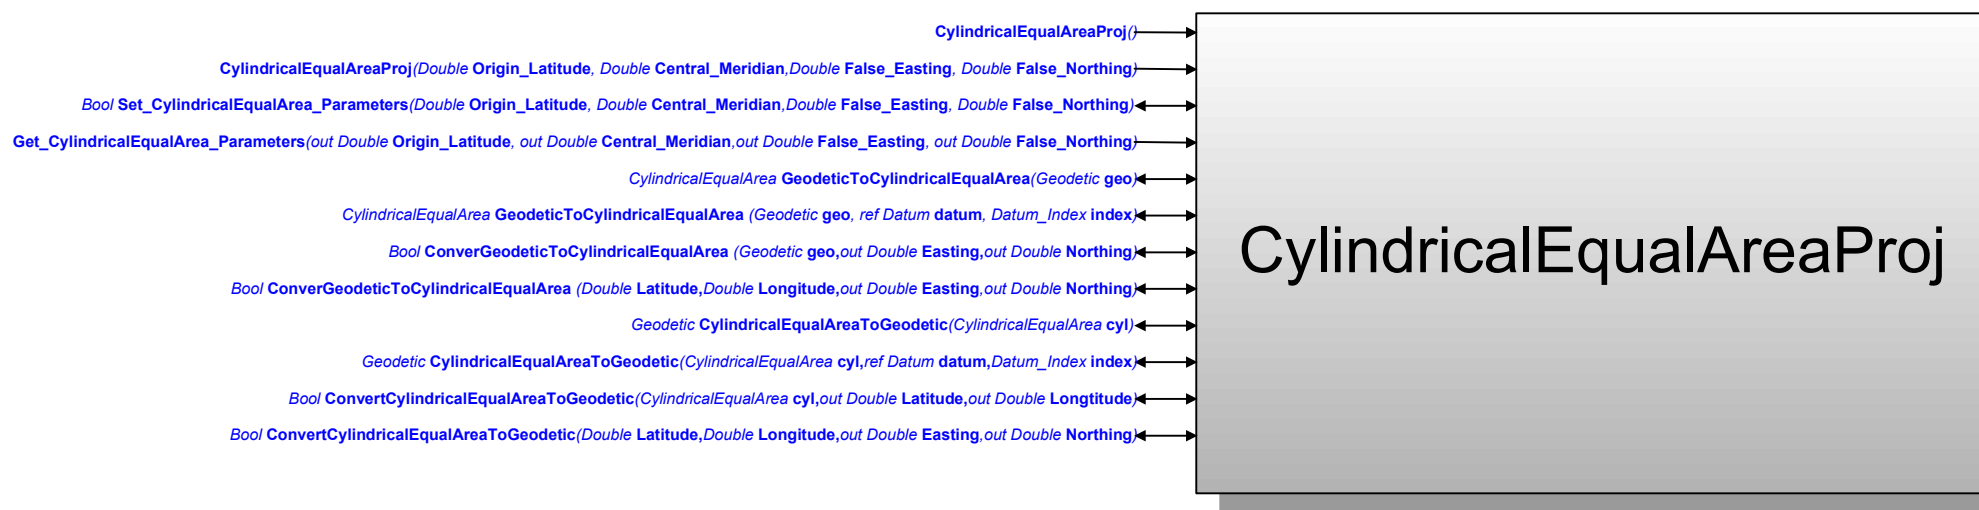 CylindricalEqualAreaProj()
CylindricalEqualAreaProj(Double Origin_Latitude, Double Central_Meridian,Double False_Easting, Double False_Northing)
Bool Set_CylindricalEqualArea_Parameters(Double Origin_Latitude, Double Central_Meridian,Double False_Easting, Double False_Northing)
Get_CylindricalEqualArea_Parameters(out Double Origin_Latitude, out Double Central_Meridian,out Double False_Easting, out Double False_Northing)
CylindricalEqualArea GeodeticToCylindricalEqualArea(Geodetic geo)
CylindricalEqualArea GeodeticToCylindricalEqualArea (Geodetic geo, ref Datum datum, Datum_Index index)
Bool ConverGeodeticToCylindricalEqualArea (Geodetic geo,out Double Easting,out Double Northing)
Bool ConverGeodeticToCylindricalEqualArea (Double Latitude,Double Longitude,out Double Easting,out Double Northing)
Geodetic CylindricalEqualAreaToGeodetic(CylindricalEqualArea cyl)
Geodetic CylindricalEqualAreaToGeodetic(CylindricalEqualArea cyl,ref Datum datum,Datum_Index index)
Bool ConvertCylindricalEqualAreaToGeodetic(CylindricalEqualArea cyl,out Double Latitude,out Double Longtitude)
Bool ConvertCylindricalEqualAreaToGeodetic(Double Latitude,Double Longitude,out Double Easting,out Double Northing)
CylindricalEqualAreaProj